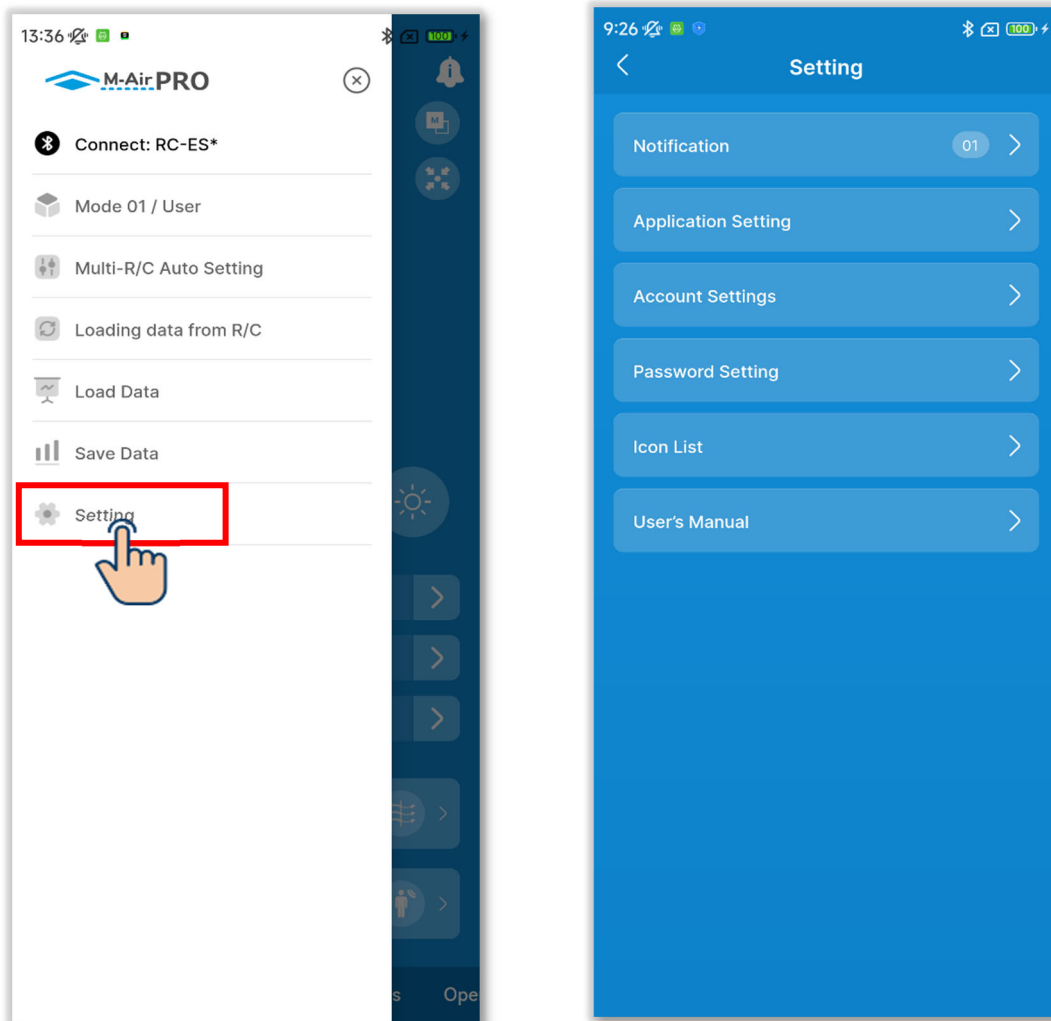 13:36
100
M-Air PRO
Connect: RC-ES*
Mode 01 / User
Multi-R/C Auto Setting
Loading data from R/C
Load Data
Save Data
Setting
s Ope
9:26
100
Setting
Notification 01
Application Setting
Account Settings
Password Setting
Icon List
User's Manual